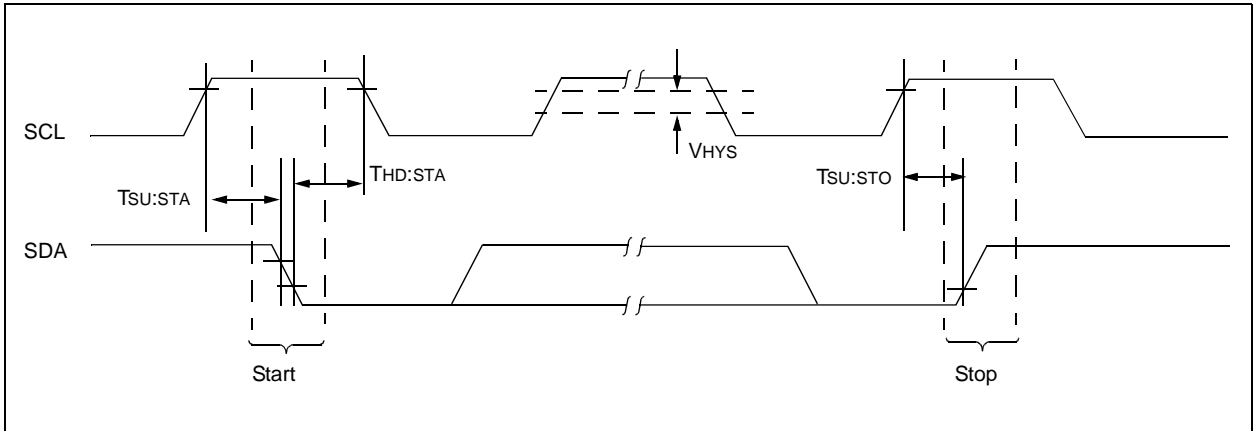 SCL
VHYS
THD:STA
TSU:STO
TSU:STA
SDA
Start
Stop